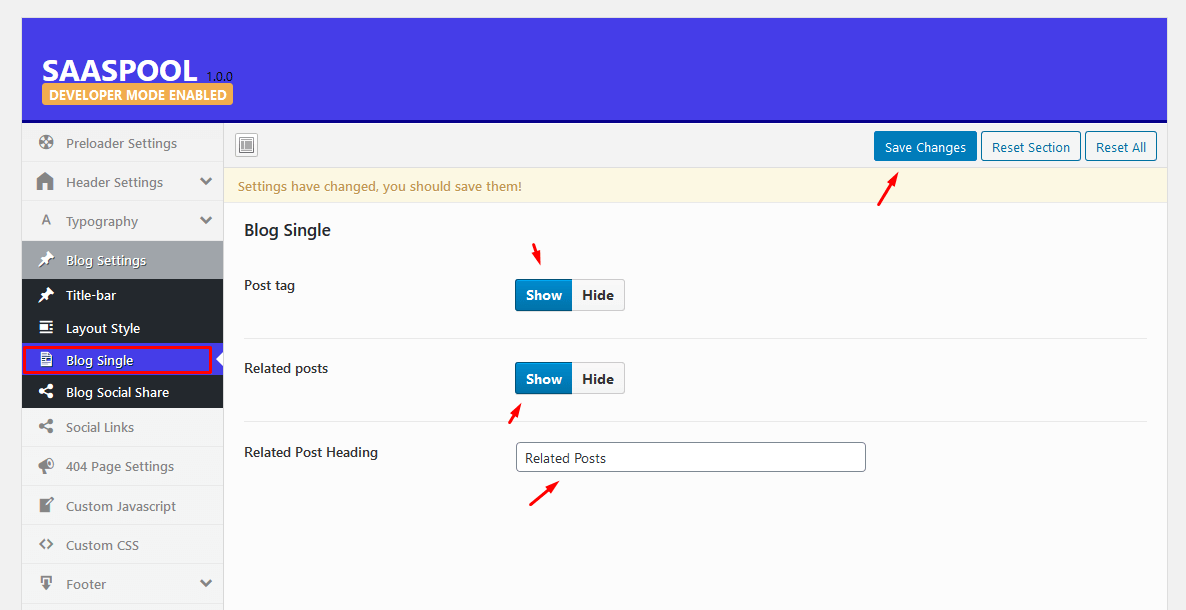 SAASPOOL 1.0.0
DEVELOPER MODE ENABLED
Preloader Settings
Header Settings
A Typography
Blog Settings
Title-bar
Layout Style
Blog Single
Blog Social Share
Social Links
404 Page Settings
Custom Javascript
Custom CSS
Footer
Save Changes Reset Section Reset All
Settings have changed, you should save them!
Blog Single
Post tag Show Hide
Related posts Show Hide
Related Post Heading Related Posts